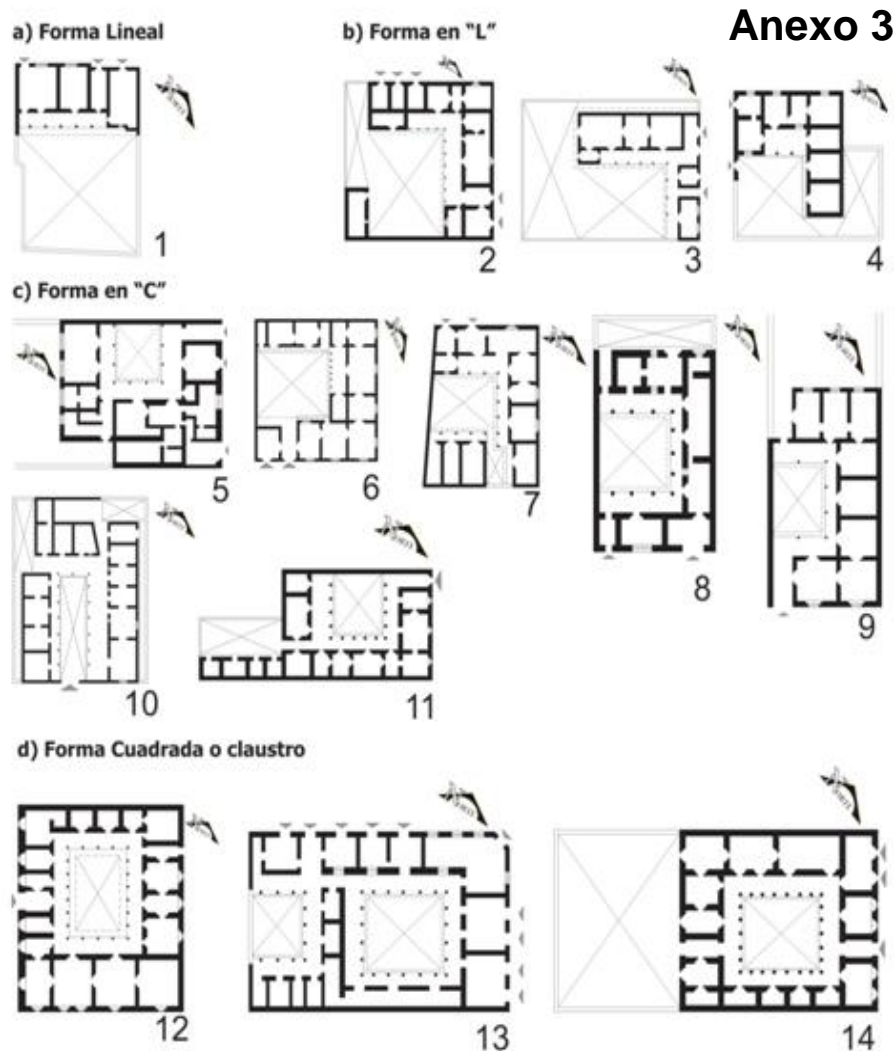 Anexo 3
a) Forma Lineal
b) Forma en "L"
1
2
3
4
c) Forma en "C"
5
6
7
8
9
10
11
d) Forma Cuadrada o claustro
12
13
14